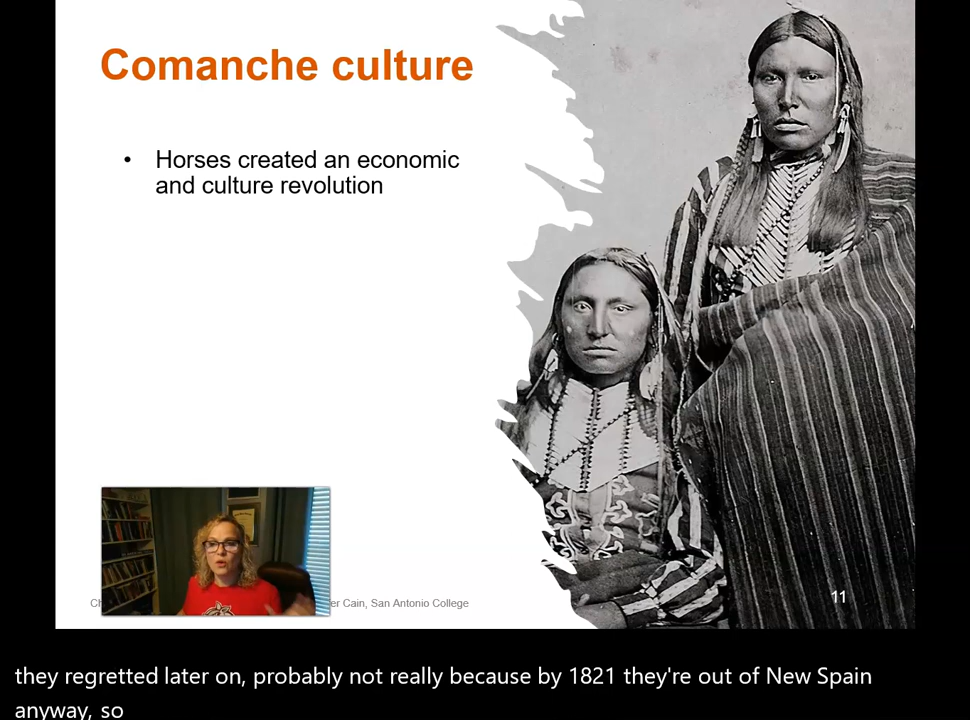 Comanche culture
• Horses created an economic
and culture revolution
er Cain, San Antonio College
11
they regretted later on, probably not really because by 1821 they're out of New Spain
anyway, so